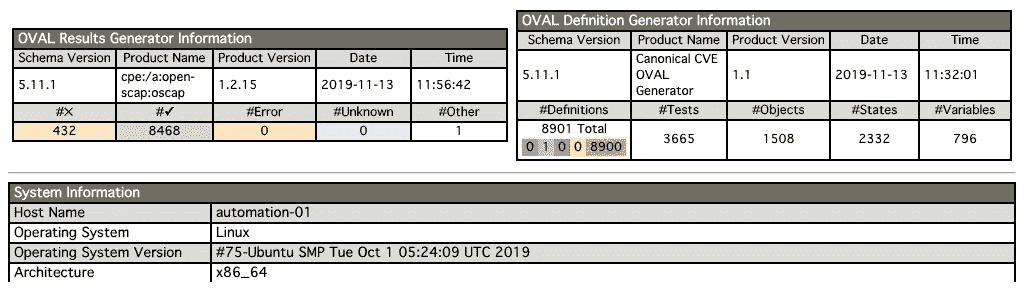 OVAL Results Generator Information
Schema Version Product Name Product Version Date Time
5.11.1 cpe:/a:open-scap:oscap 1.2.15 2019-11-13 11:56:42
#✕ #✓ #Error #Unknown #Other
432 8468 0 0 1
OVAL Definition Generator Information
Schema Version Product Name Product Version Date Time
5.11.1 Canonical CVE OVAL Generator 1.1 2019-11-13 11:32:01
#Definitions #Tests #Objects #States #Variables
8901 Total 3665 1508 2332 796
0 1 0 0 8900
System Information
Host Name automation-01
Operating System Linux
Operating System Version #75-Ubuntu SMP Tue Oct 1 05:24:09 UTC 2019
Architecture x86_64